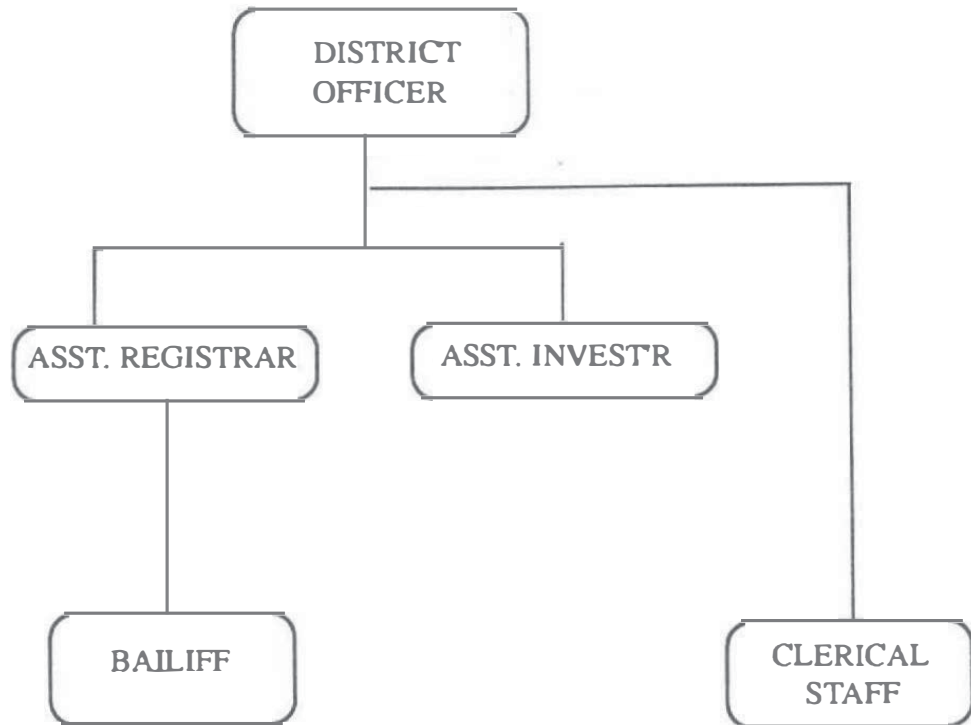 DISTRICT
OFFICER
ASST. REGISTRAR
ASST. INVEST'R
BAILIFF
CLERICAL
STAFF